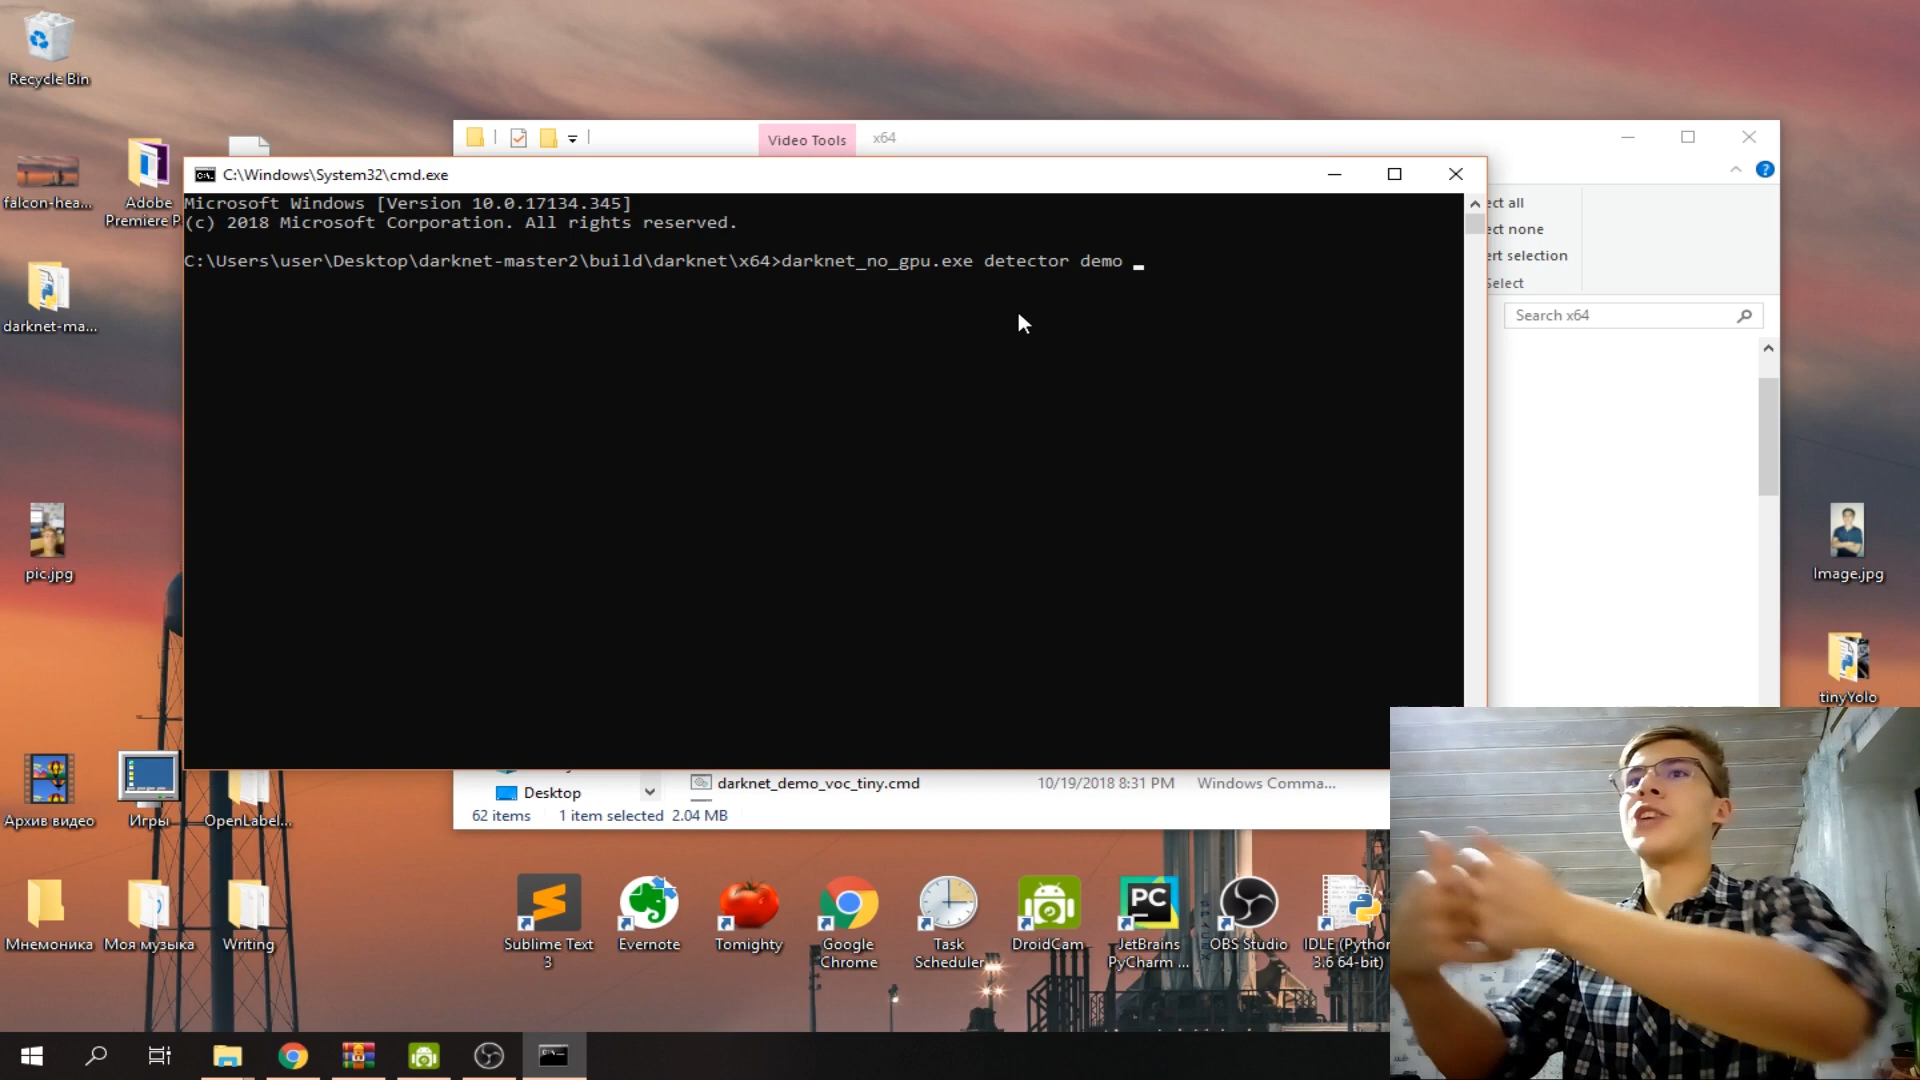 Recycle Bin
Video Tools
x64
C:\Windows\System32\cmd.exe
falcon-hea...
Adobe
Premiere P
Microsoft Windows [Version 10.0.17134.345]
(c) 2018 Microsoft Corporation. All rights reserved.
C:\Users\user\Desktop\darknet-master2\build\darknet\x64>darknet_no_gpu.exe detector demo
ect all
ect none
ert selection
Select
Search x64
darknet-ma...
pic.jpg
Image.jpg
tinyYolo
Архив видео
Игры
OpenLabel...
Desktop
darknet_demo_voc_tiny.cmd
10/19/2018 8:31 PM
Windows Comma...
62 items
1 item selected 2.04 MB
Мнемоника
Моя музыка
Writing
Sublime Text
3
Evernote
Tomighty
Google
Chrome
Task
Scheduler
DroidCam
PC
JetBrains
PyCharm ...
OBS Studio
IDLE (Python
3.6 64-bit)